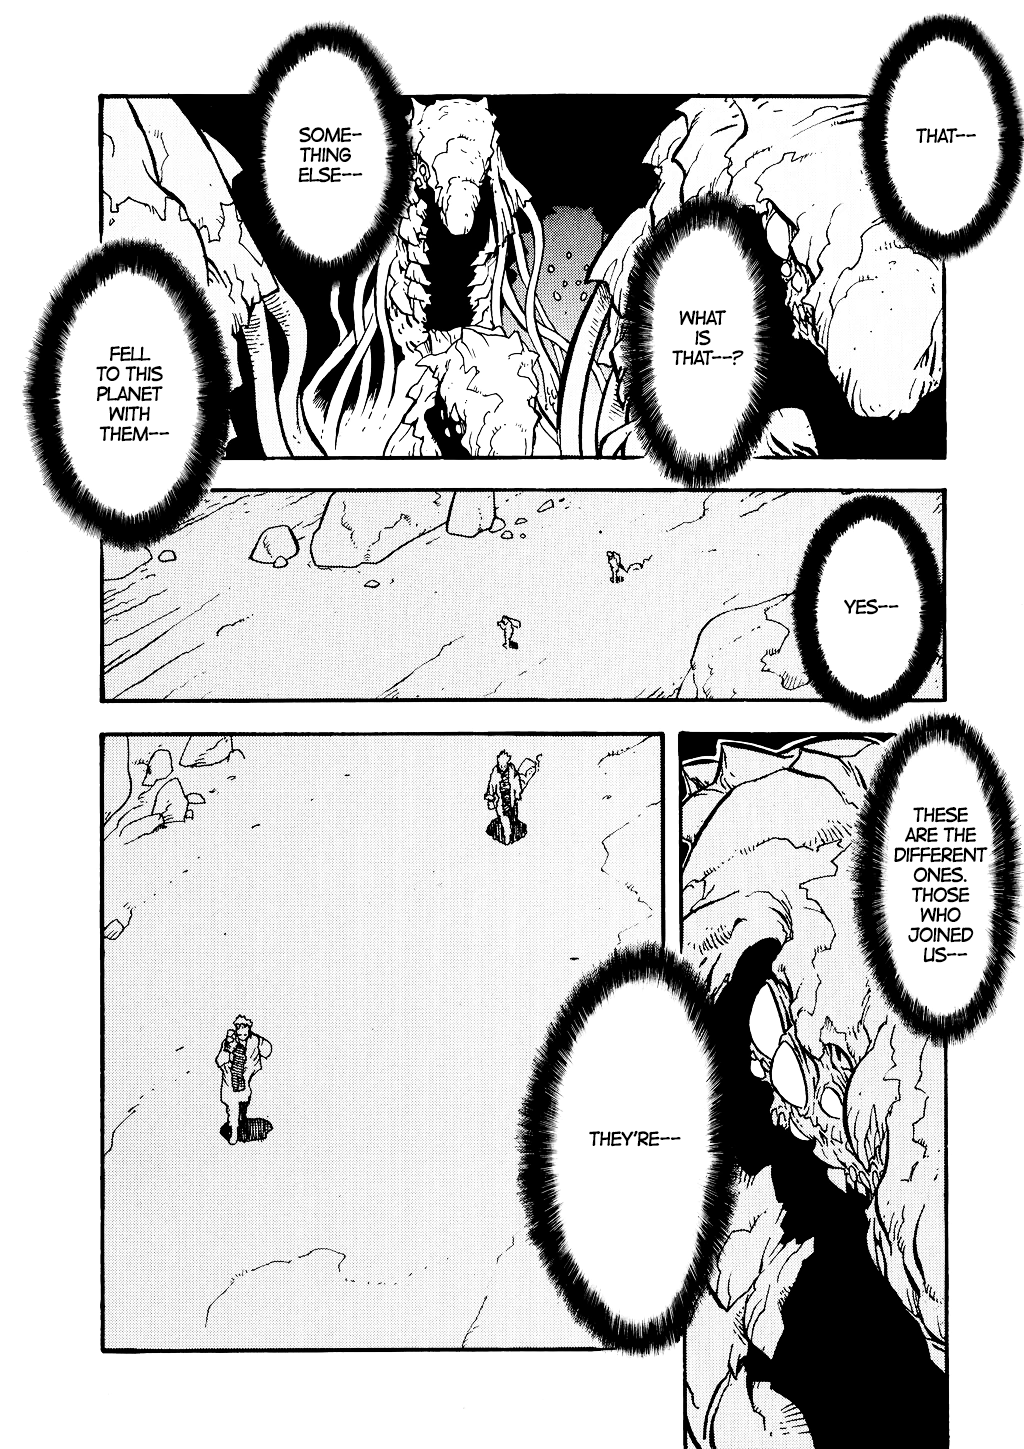 THAT--
WHAT
IS
THAT--?
SOME-
THING
ELSE--
FELL
TO THIS
PLANET
WITH
THEM--
YES--
THESE
ARE THE
DIFFERENT
ONES.
THOSE
WHO
JOINED
US--
THEY'RE--